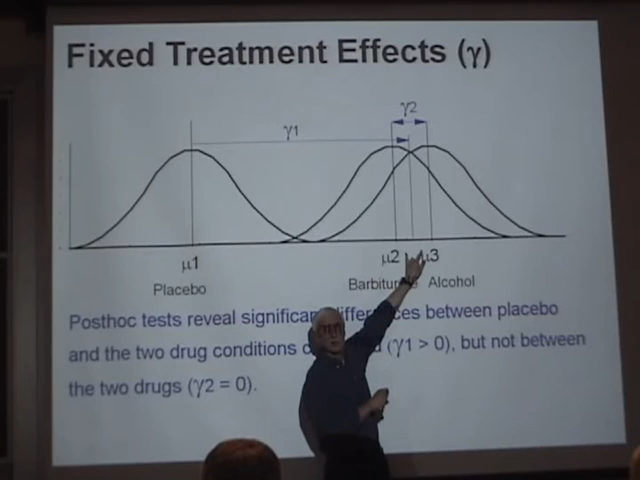 Fixed Treatment Effects (γ)
γ2
γ1
μ1 μ2 μ3
Placebo Alcohol
Posthoc tests reveal between placebo
and the two drug conditions (γ1 > 0), but not between
the two drugs (γ2 = 0).